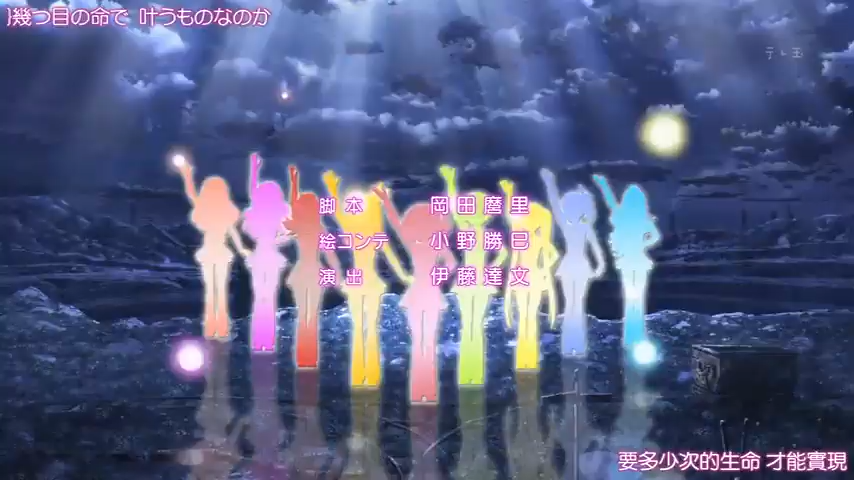 幾つ目の命で 叶うものなのか
テレ玉
脚本 岡田麿里
絵コンテ 小野勝巳
演出 伊藤達文
要多少次的生命 才能實現